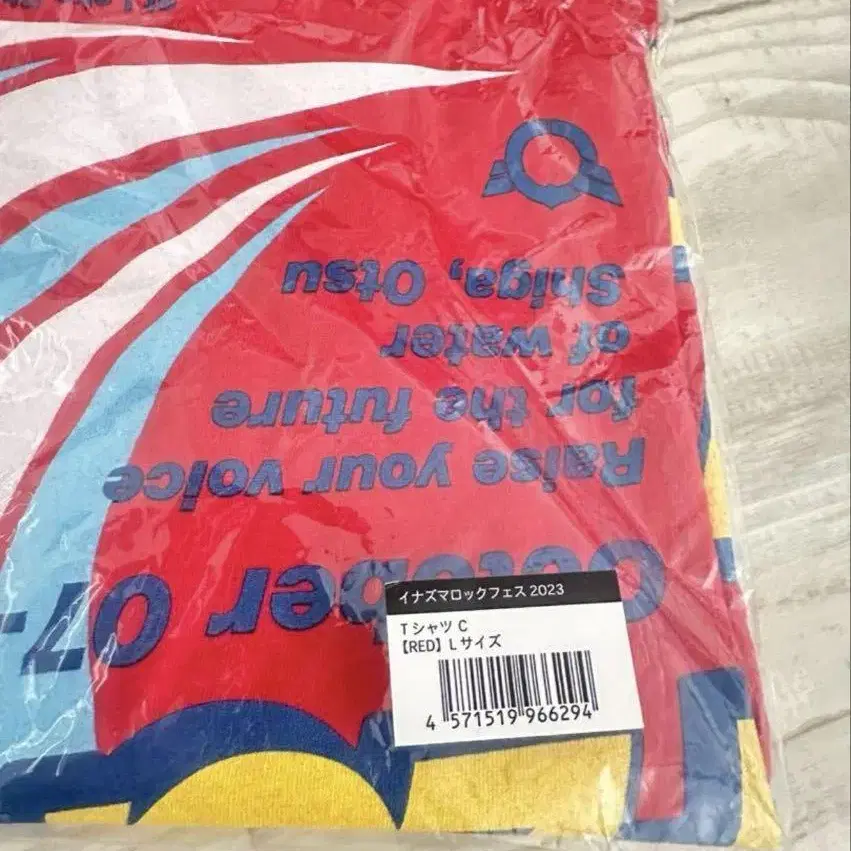 Shiga, Otsu
of water
for the future
Raise your voice
October 07-
イナズマロックフェス 2023
Tシャツ C
【RED】Lサイズ
4 571519 966294